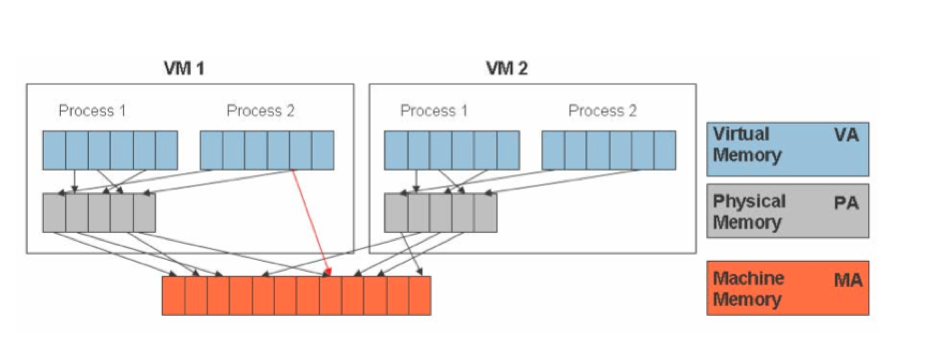 VM 1
VM 2
Process 1
Process 2
Process 1
Process 2
Virtual VA
Memory
Physical PA
Memory
Machine MA
Memory